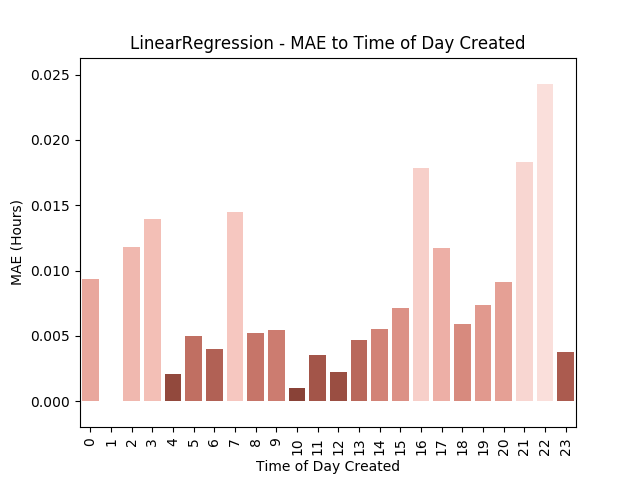 LinearRegression - MAE to Time of Day Created
0.025
0.020
0.015
0.010
0.005
0.000
MAE (Hours)
0 1 2 3 4 5 6 7 8 9 10 11 12 13 14 15 16 17 18 19 20 21 22 23
Time of Day Created